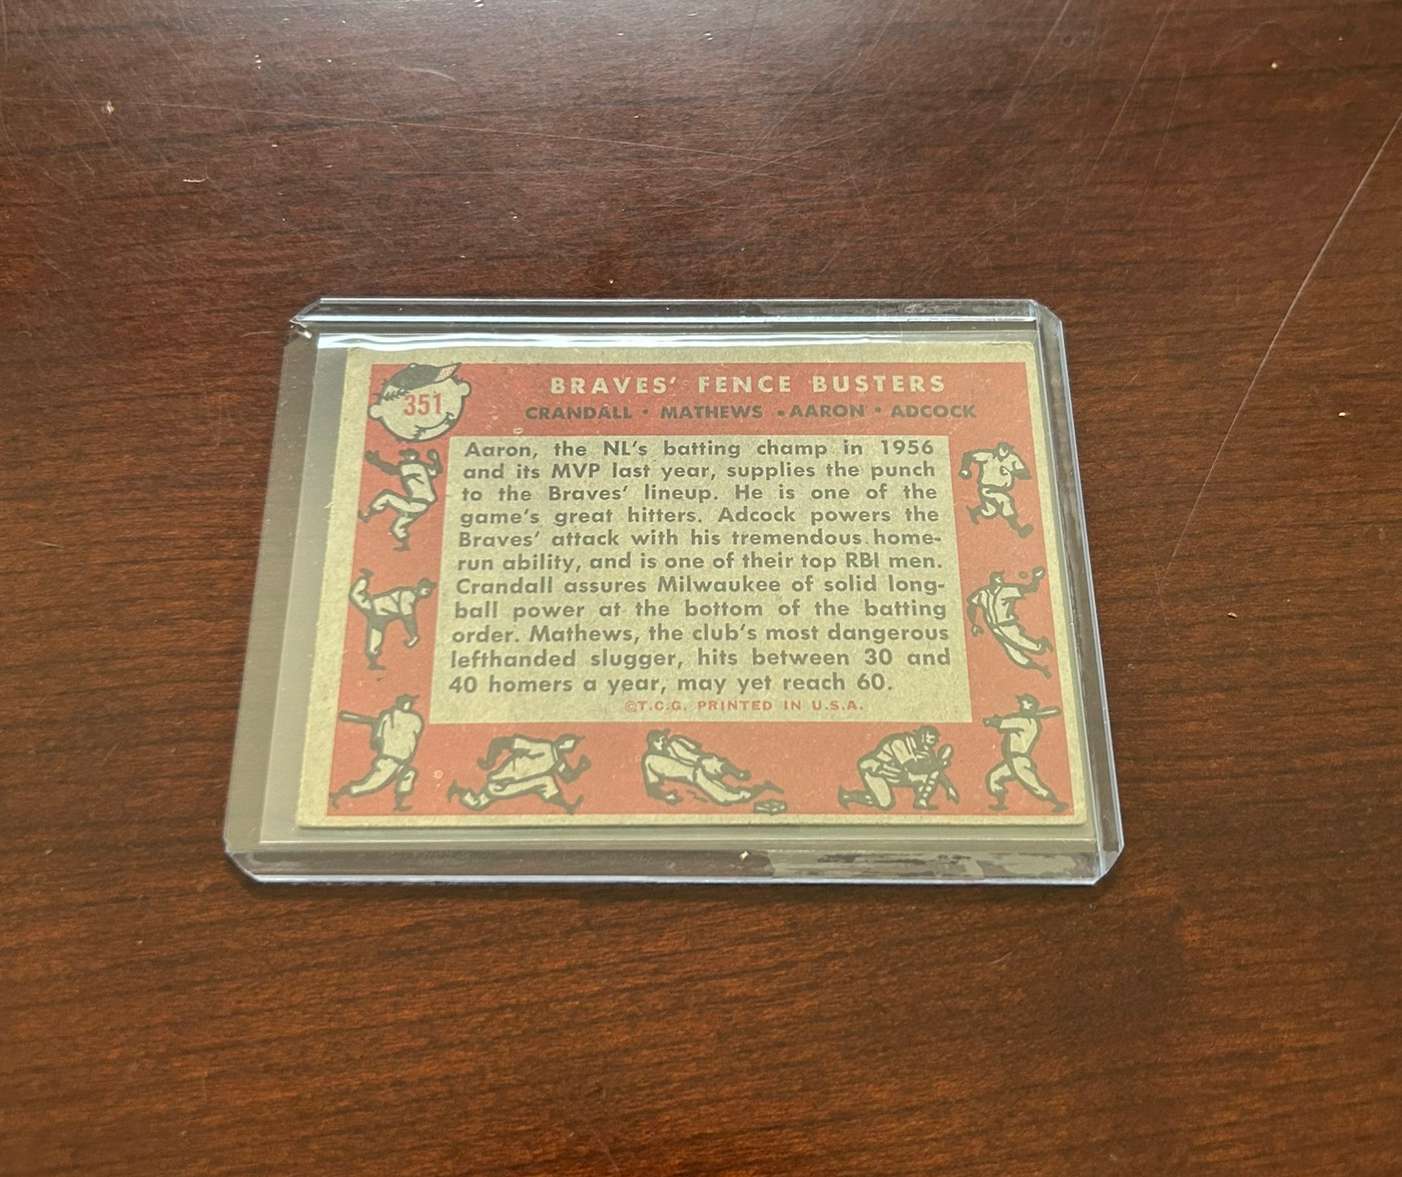 351
BRAVES' FENCE BUSTERS
CRANDALL • MATHEWS • AARON • ADCOCK
Aaron, the NL's batting champ in 1956
and its MVP last year, supplies the punch
to the Braves' lineup. He is one of the
game's great hitters. Adcock powers the
Braves' attack with his tremendous home-
run ability, and is one of their top RBI men.
Crandall assures Milwaukee of solid long-
ball power at the bottom of the batting
order. Mathews, the club's most dangerous
lefthanded slugger, hits between 30 and
40 homers a year, may yet reach 60.
©T.C.G. PRINTED IN U.S.A.